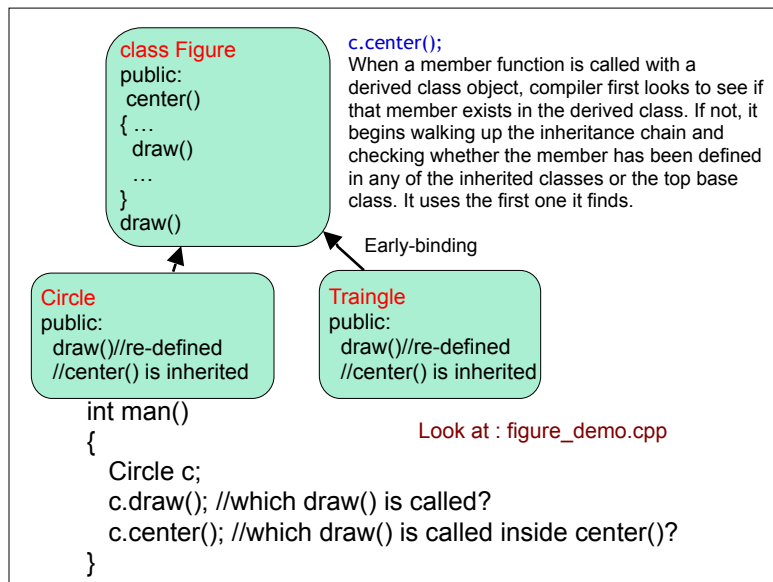 class Figure
public:
center()
{ …
draw()
…
}
draw()
c.center();
When a member function is called with a
derived class object, compiler first looks to see if
that member exists in the derived class. If not, it
begins walking up the inheritance chain and
checking whether the member has been defined
in any of the inherited classes or the top base
class. It uses the first one it finds.
Early-binding
Circle
public:
draw()//re-defined
//center() is inherited
Traingle
public:
draw()//re-defined
//center() is inherited
int man()
{
Circle c;
c.draw(); //which draw() is called?
c.center(); //which draw() is called inside center()?
}
Look at : figure_demo.cpp